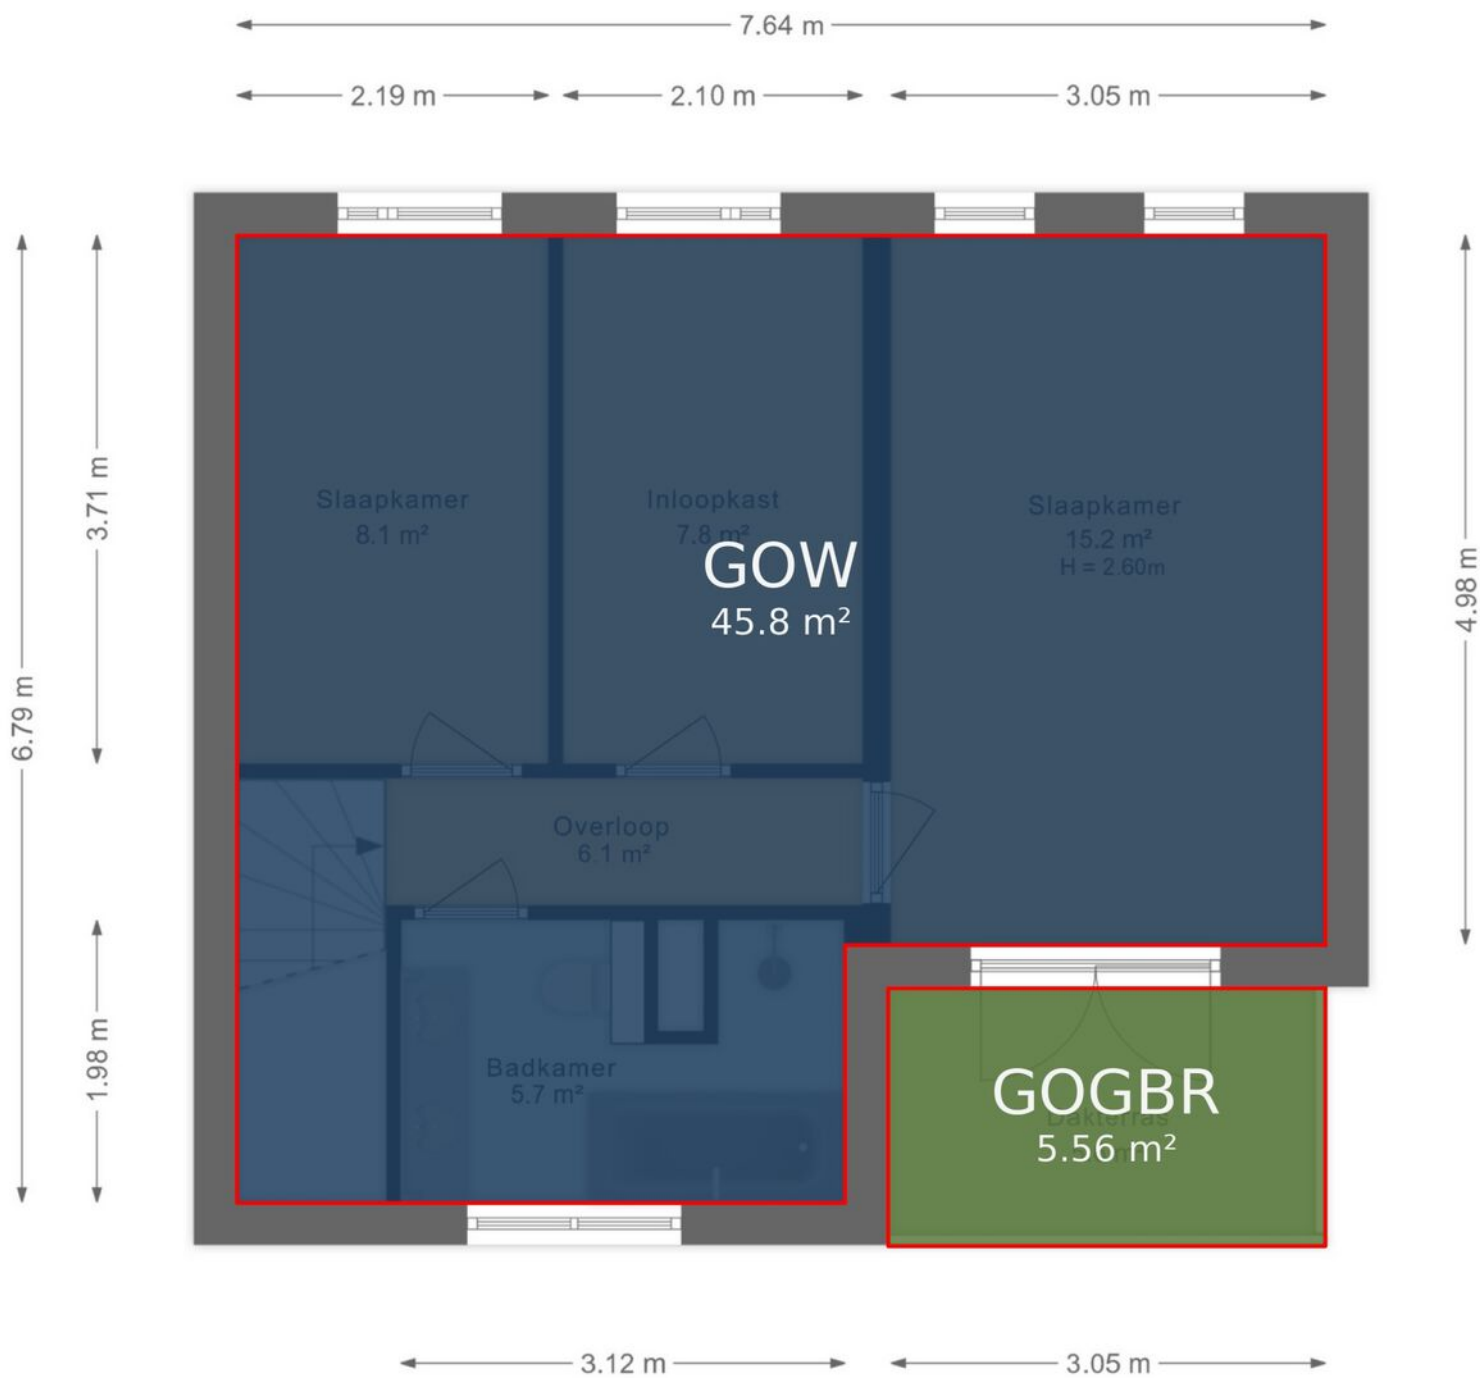 7.64 m
2.19 m
2.10 m
3.05 m
6.79 m
3.71 m
1.98 m
4.98 m
Slaapkamer
8.1 m²
Inloopkast
7.8 m²
GOW
45.8 m²
Slaapkamer
15.2 m²
H = 2.60m
Overloop
6.1 m²
Badkamer
5.7 m²
GOGBR
Dakterras
5.56 m²
3.12 m
3.05 m